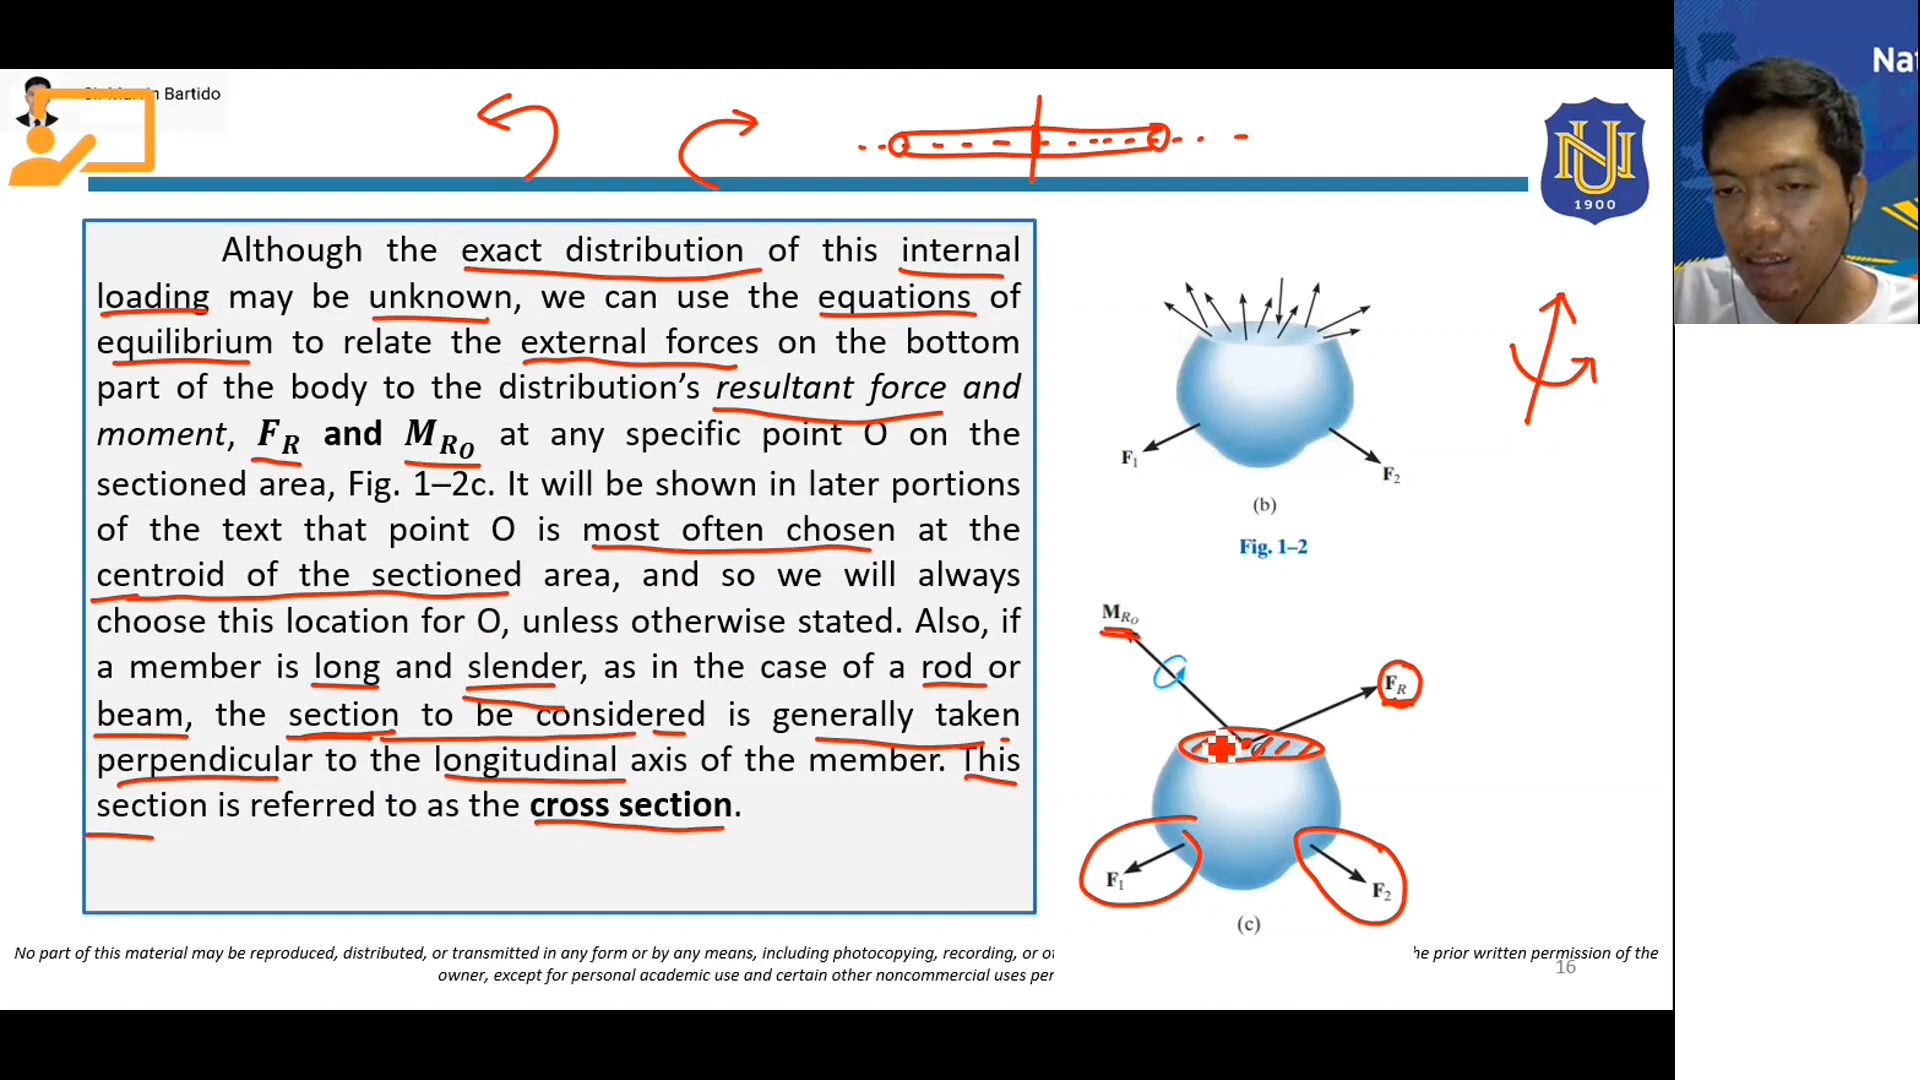 Bartido
Nat
NU
1900
Although the exact distribution of this internal
loading may be unknown, we can use the equations of
equilibrium to relate the external forces on the bottom
part of the body to the distribution’s resultant force and
moment, F_R and M_{R_O} at any specific point O on the
sectioned area, Fig. 1–2c. It will be shown in later portions
of the text that point O is most often chosen at the
centroid of the sectioned area, and so we will always
choose this location for O, unless otherwise stated. Also, if
a member is long and slender, as in the case of a rod or
beam, the section to be considered is generally taken
perpendicular to the longitudinal axis of the member. This
section is referred to as the cross section.
F₁
F₂
(b)
Fig. 1–2
M_{R_O}
F_R
F₁
F₂
(c)
No part of this material may be reproduced, distributed, or transmitted in any form or by any means, including photocopying, recording, or he prior written permission of the
owner, except for personal academic use and certain other noncommercial uses per
16